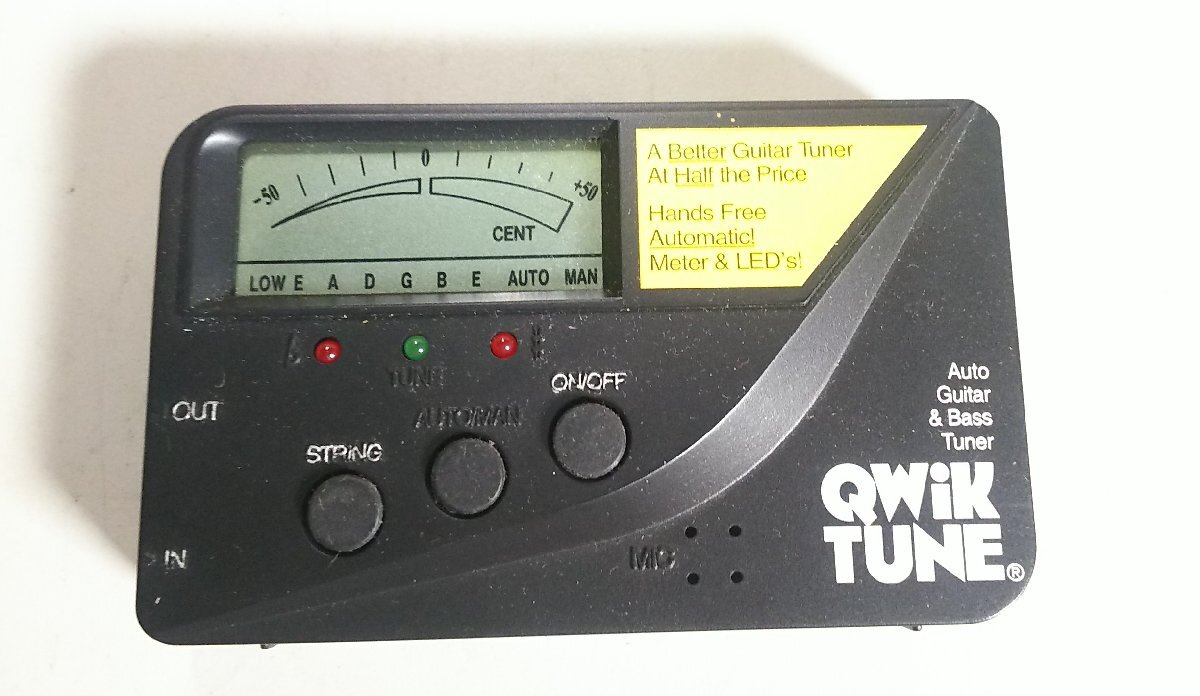 -50 0 +50
CENT
LOW E A D G B E AUTO MAN
A Better Guitar Tuner
At Half the Price
Hands Free
Automatic!
Meter & LED's!
♭ ♯
TUNE
OUT
STRING
AUTO/MAN
ON/OFF
IN
MIC
Auto
Guitar
& Bass
Tuner
QWiK
TUNE®